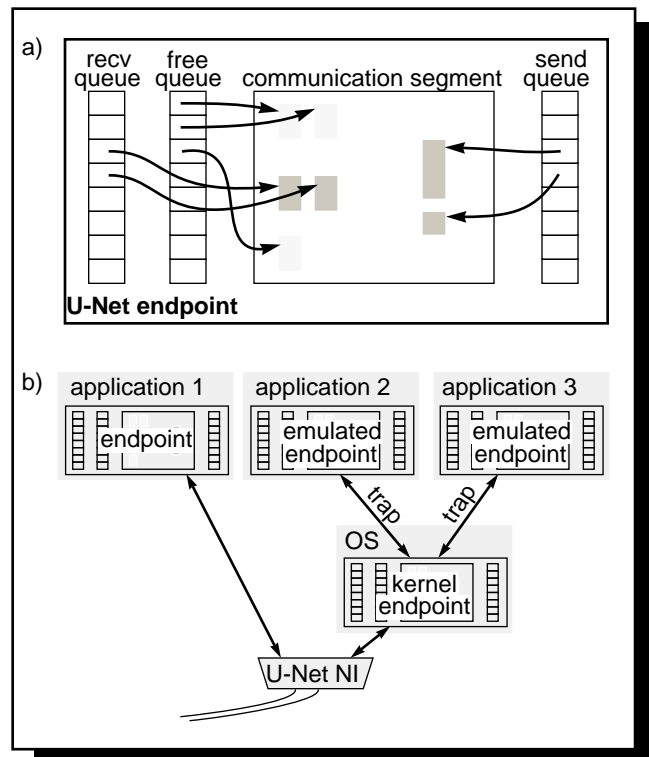 a)
recv
queue
free
queue
communication segment
send
queue
U-Net endpoint
b)
application 1
application 2
application 3
endpoint
emulated
endpoint
emulated
endpoint
trap
trap
OS
kernel
endpoint
U-Net NI